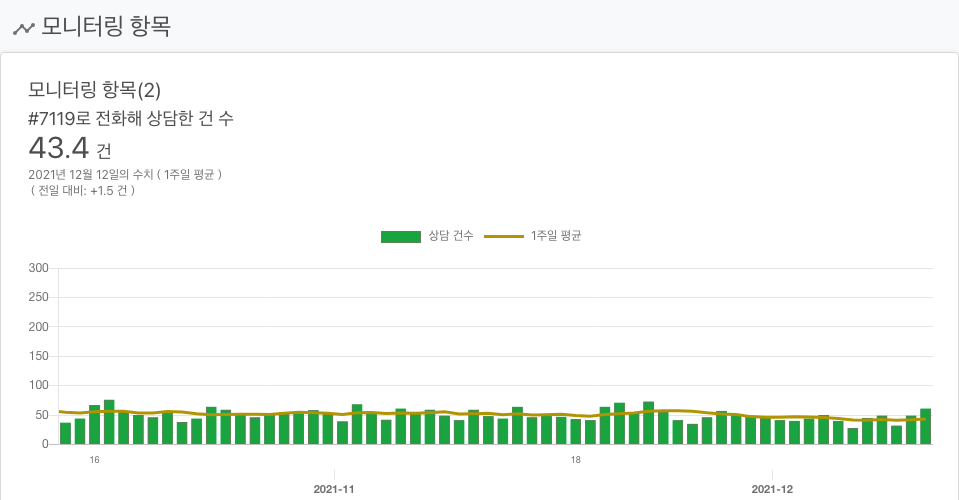 모니터링 항목
모니터링 항목(2)
#7119로 전화해 상담한 건 수
43.4 건
2021년 12월 12일의 수치 ( 1주일 평균 )
( 전일 대비: +1.5 건 )
상담 건수 1주일 평균
300
250
200
150
100
50
0
16 18
2021-11 2021-12